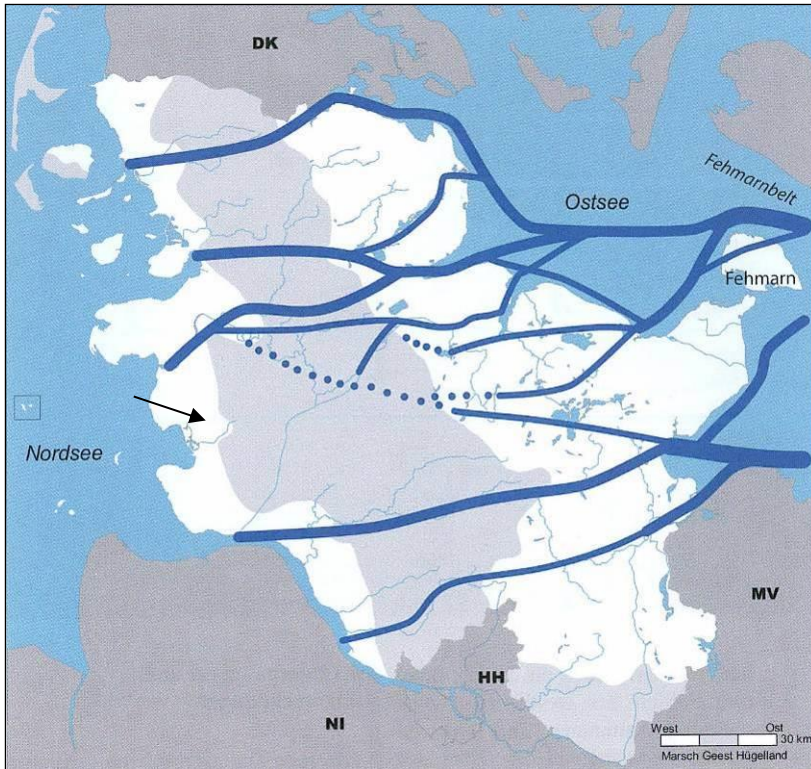 DK
Fehmarnbelt
Ostsee
Fehmarn
Nordsee
MV
HH
NI
West Ost
30 km
Marsch Geest Hügelland